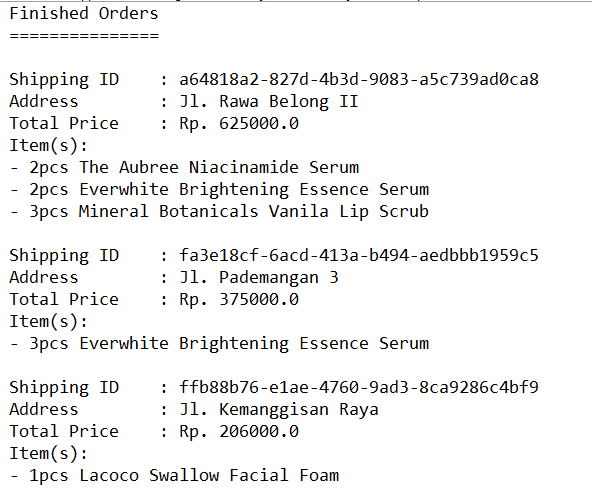 Finished Orders
===============
Shipping ID    : a64818a2-827d-4b3d-9083-a5c739ad0ca8
Address        : Jl. Rawa Belong II
Total Price    : Rp. 625000.0
Item(s):
- 2pcs The Aubree Niacinamide Serum
- 2pcs Everwhite Brightening Essence Serum
- 3pcs Mineral Botanicals Vanila Lip Scrub
Shipping ID    : fa3e18cf-6acd-413a-b494-aedbbb1959c5
Address        : Jl. Pademangan 3
Total Price    : Rp. 375000.0
Item(s):
- 3pcs Everwhite Brightening Essence Serum
Shipping ID    : ffb88b76-e1ae-4760-9ad3-8ca9286c4bf9
Address        : Jl. Kemanggisan Raya
Total Price    : Rp. 206000.0
Item(s):
- 1pcs Lacoco Swallow Facial Foam